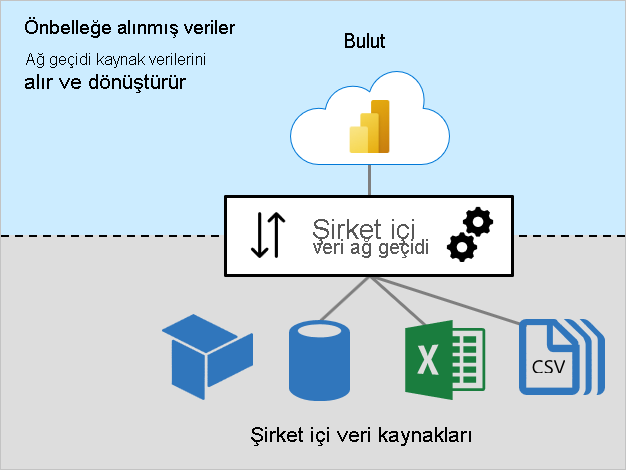 Önbelleğe alınmış veriler
Ağ geçidi kaynak verilerini
alır ve dönüştürür
Bulut
Şirket içi
veri ağ geçidi
X
CSV
Şirket içi veri kaynakları